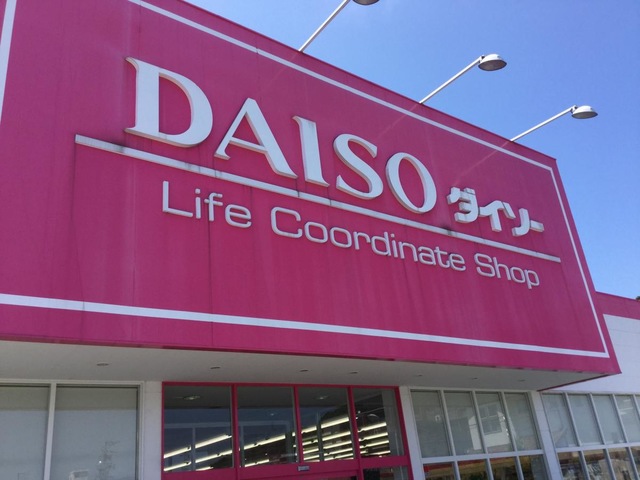 DAISO ダイソー
Life Coordinate Shop